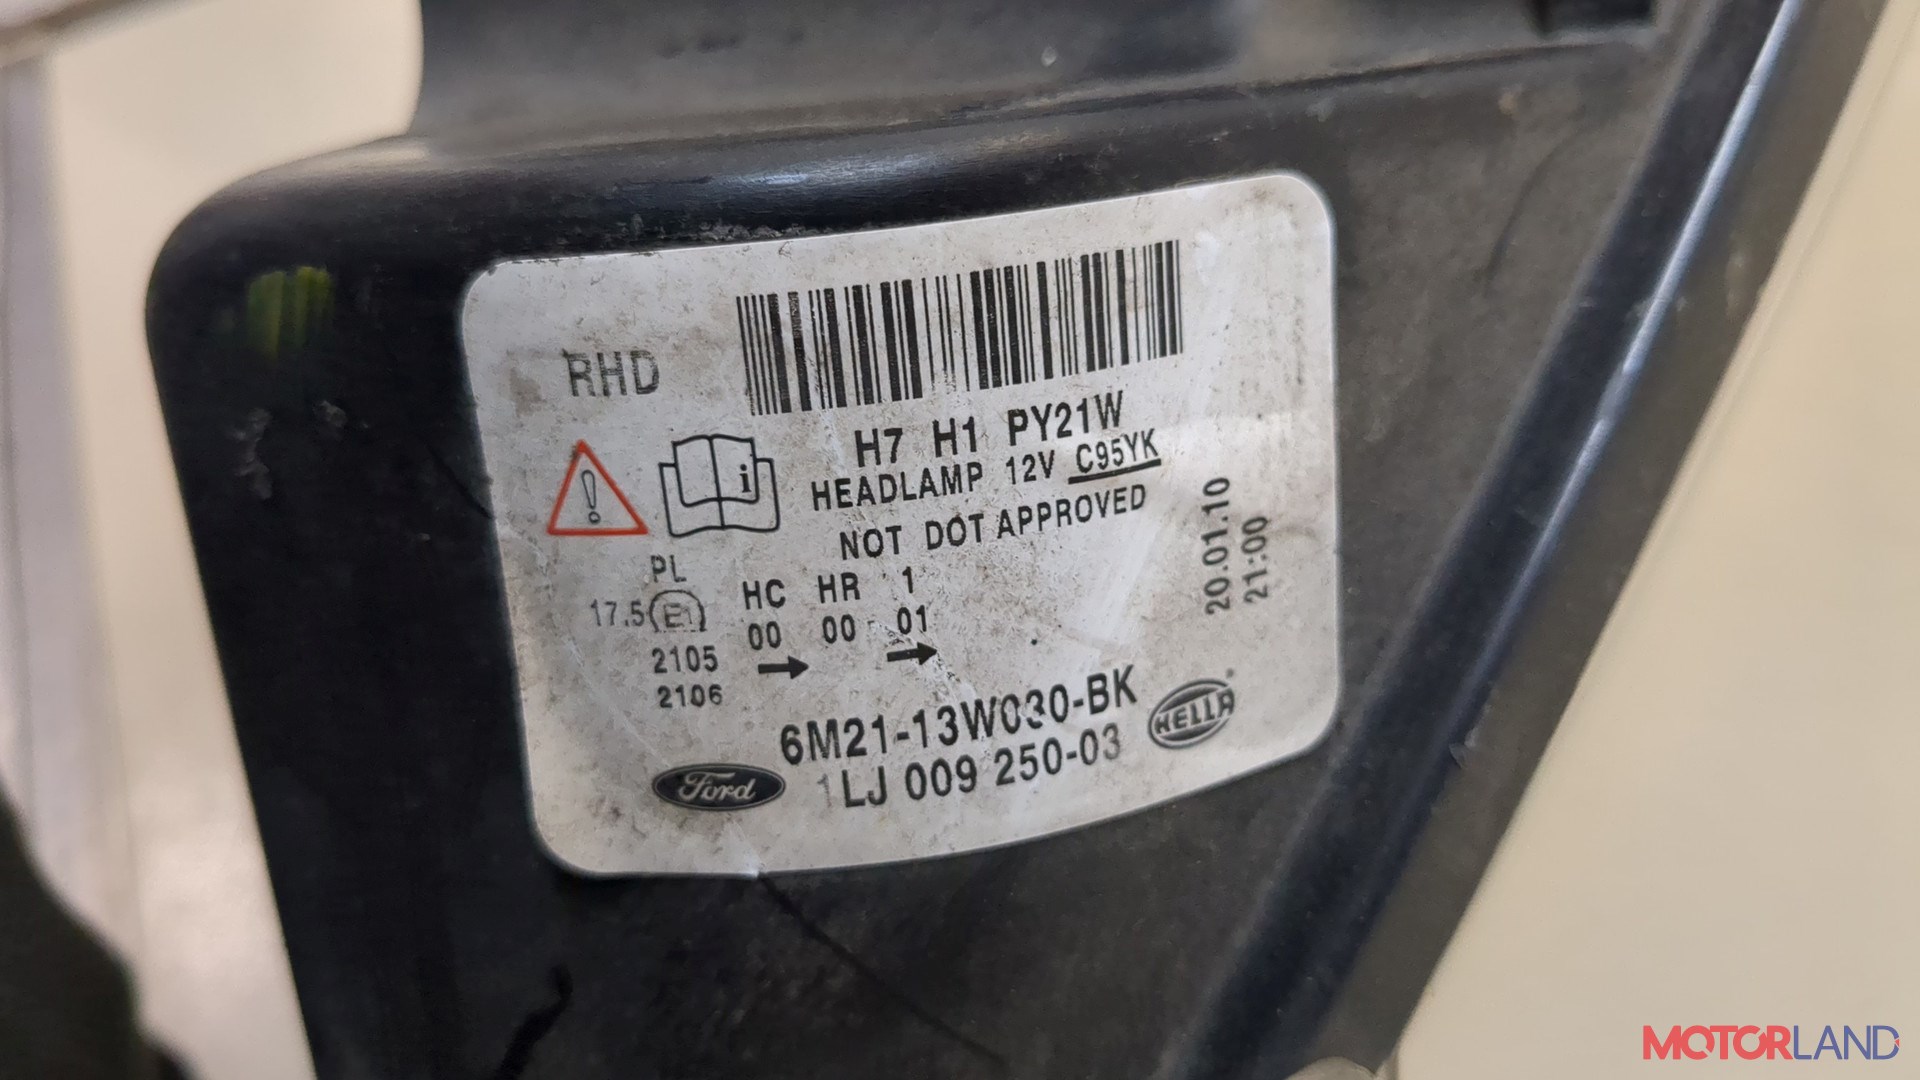 RHD
H7 H1 PY21W
HEADLAMP 12V C95YK
NOT DOT APPROVED
PL
17.5 E1
HC HR 1
00 00 01
2105
2106
20.01.10
21:00
6M21-13W030-BK
1LJ 009 250-03
Ford
HELLA
MOTORLAND